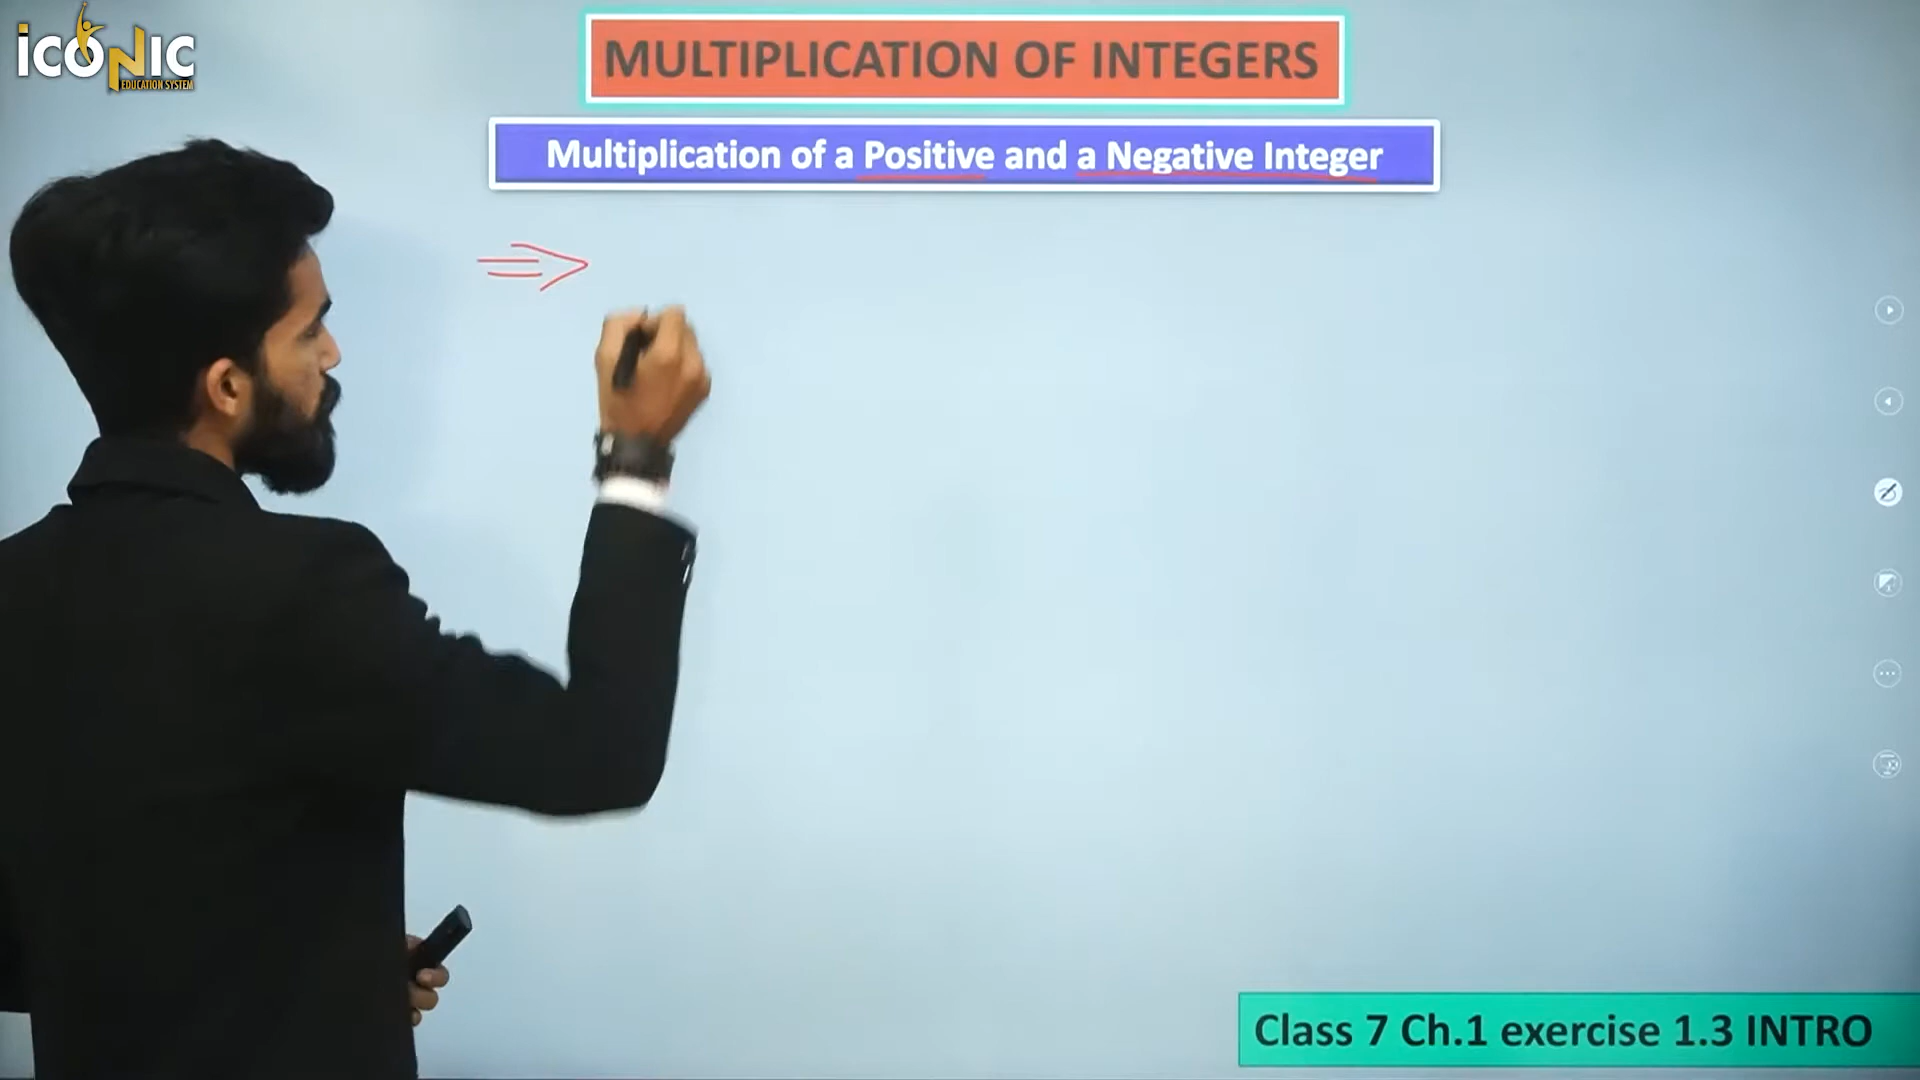 ICONIC
EDUCATION SYSTEM
MULTIPLICATION OF INTEGERS
Multiplication of a Positive and a Negative Integer
Class 7 Ch.1 exercise 1.3 INTRO